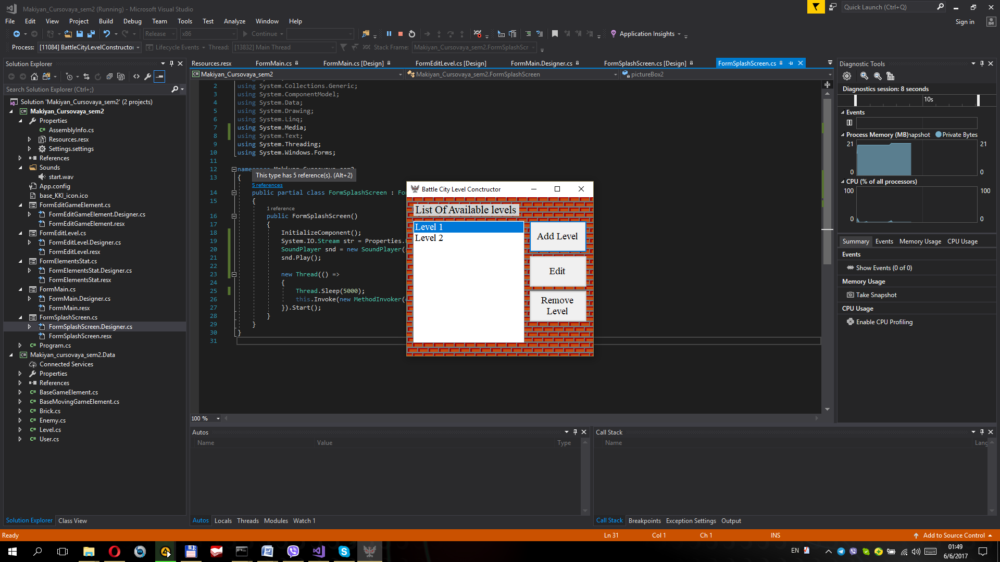 Makiyan_Cursovaya_sem2 (Running) - Microsoft Visual Studio
Quick Launch (Ctrl+Q)
File Edit View Project Build Debug Team Tools Test Analyze Window Help
Sign in
Release x86 Continue Application Insights
Process: [11084] BattleCityLevelConstructor Lifecycle Events Thread: [13832] Main Thread Stack Frame: Makiyan_Cursovaya_sem2.FormSplashScr
Solution Explorer
Search Solution Explorer (Ctrl+;)
Solution 'Makiyan_Cursovaya_sem2' (2 projects)
Makiyan_Cursovaya_sem2
Properties
AssemblyInfo.cs
Resources.resx
Settings.settings
References
Sounds
start.wav
App.config
base_KKI_icon.ico
FormEditGameElement.cs
FormEditGameElement.Designer.cs
FormEditGameElement.resx
FormEditLevel.cs
FormEditLevel.Designer.cs
FormEditLevel.resx
FormElementsStat.cs
FormElementsStat.Designer.cs
FormElementsStat.resx
FormMain.cs
FormMain.Designer.cs
FormMain.resx
FormSplashScreen.cs
FormSplashScreen.Designer.cs
FormSplashScreen.resx
Program.cs
Makiyan_cursovaya_sem2.Data
Connected Services
Properties
References
BaseGameElement.cs
BaseMovingGameElement.cs
Brick.cs
Enemy.cs
Level.cs
User.cs
Solution Explorer Class View
Resources.resx FormMain.cs FormMain.cs [Design] FormEditLevel.cs [Design] FormMain.Designer.cs FormSplashScreen.cs [Design] FormSplashScreen.cs
Makiyan_Cursovaya_sem2 Makiyan_Cursovaya_sem2.FormSplashScreen pictureBox2
2 using System.Collections.Generic;
3 using System.ComponentModel;
4 using System.Data;
5 using System.Drawing;
6 using System.Linq;
7 using System.Media;
8 using System.Text;
9 using System.Threading;
10 using System.Windows.Forms;
11
12
13 {
This type has 5 reference(s). (Alt+2)
5 references
14 public partial class FormSplashScreen : Fo
15 {
1 reference
16 public FormSplashScreen()
17 {
18 InitializeComponent();
19 System.IO.Stream str = Properties.
20 SoundPlayer snd = new SoundPlayer(
21 snd.Play();
22
23 new Thread(() =>
24 {
25 Thread.Sleep(5000);
26 this.Invoke(new MethodInvoker(
27 }).Start();
28 }
29 }
30 }
31
100 %
Battle City Level Conctructor
List Of Available levels
Level 1
Level 2
Add Level
Edit
Remove
Level
Diagnostic Tools
Diagnostics session: 8 seconds
10s
Events
Process Memory (MB) napshot Private Bytes
21 21
0 0
CPU (% of all processors)
100 100
0 0
Summary Events Memory Usage CPU Usage
Events
Show Events (0 of 0)
Memory Usage
Take Snapshot
CPU Usage
Enable CPU Profiling
Autos
Name Value Type
Autos Locals Threads Modules Watch 1
Call Stack
Name Lang
Call Stack Breakpoints Exception Settings Output
Ready Ln 31 Col 1 Ch 1 INS Add to Source Control
EN
01:49
6/6/2017